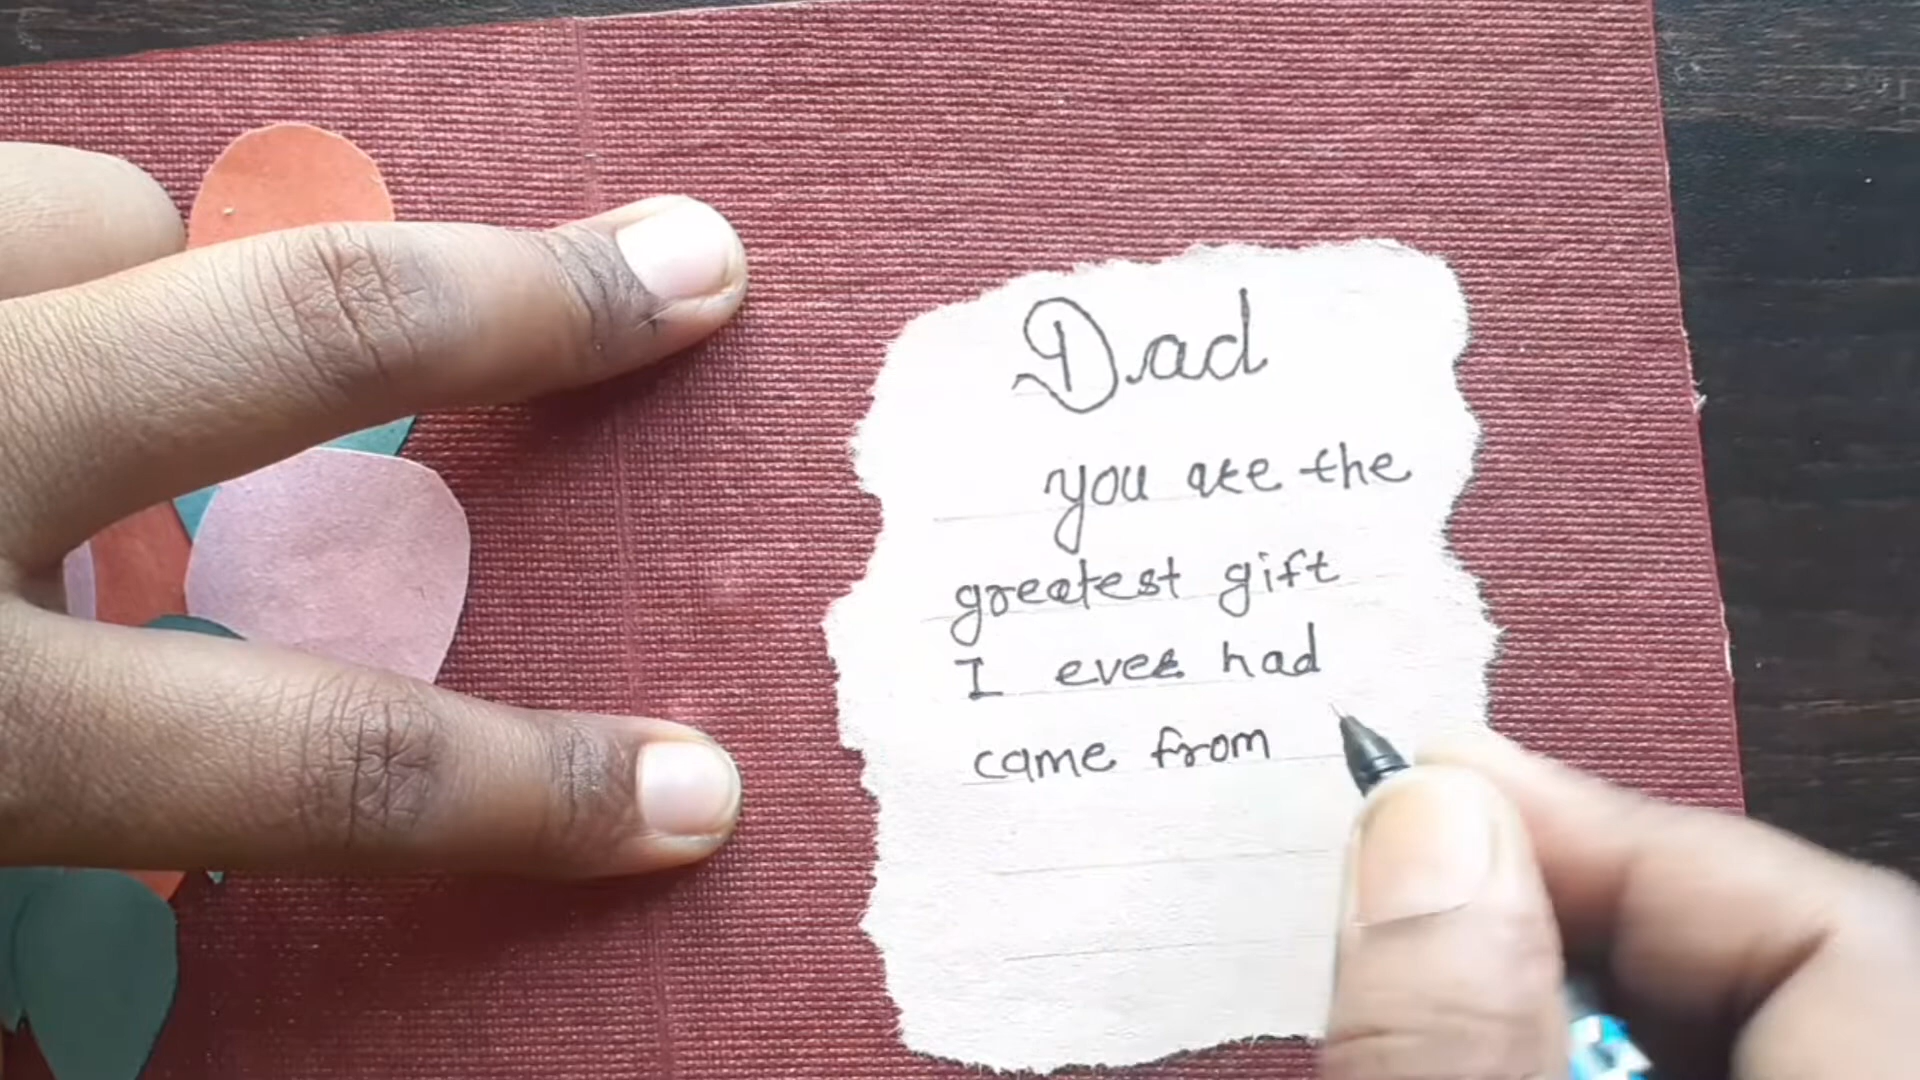 Dad
you are the
greatest gift
I ever had
came from